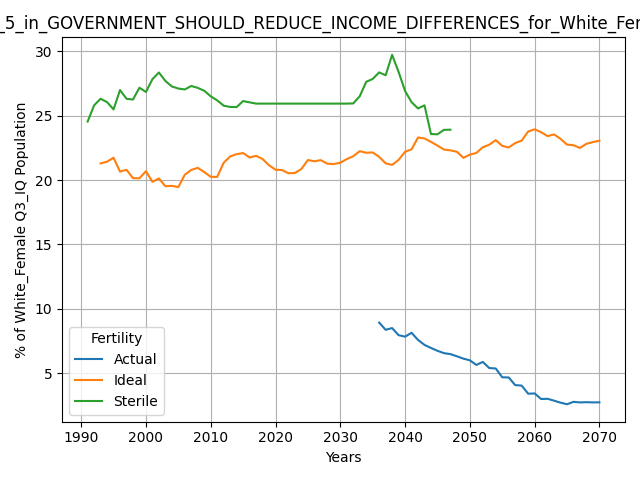 _5_in_GOVERNMENT_SHOULD_REDUCE_INCOME_DIFFERENCES_for_White_Fe
% of White_Female Q3_IQ Population
30
25
20
15
10
5
Fertility
Actual
Ideal
Sterile
1990 2000 2010 2020 2030 2040 2050 2060 2070
Years